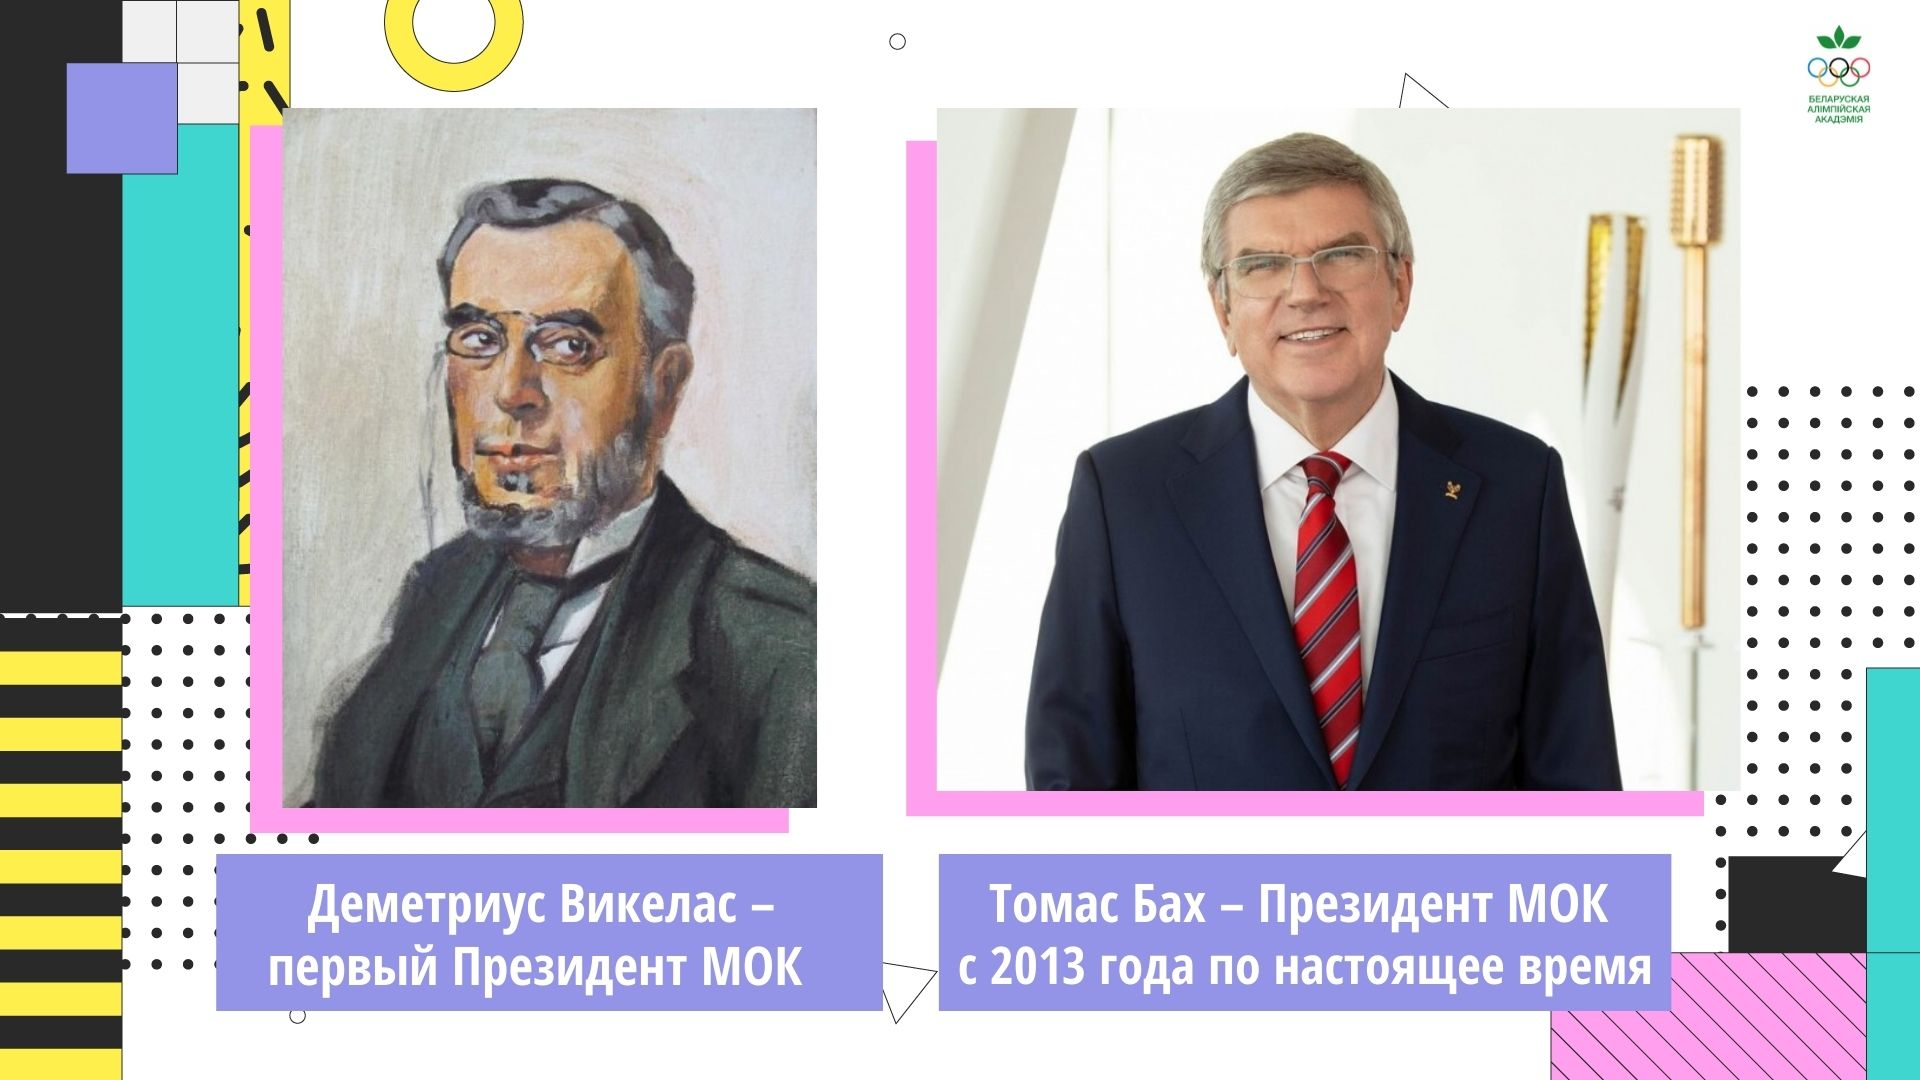 БЕЛАРУСКАЯ
АЛІМПІЙСКАЯ
АКАДЭМІЯ
Деметриус Викелас –
первый Президент МОК
Томас Бах – Президент МОК
с 2013 года по настоящее время